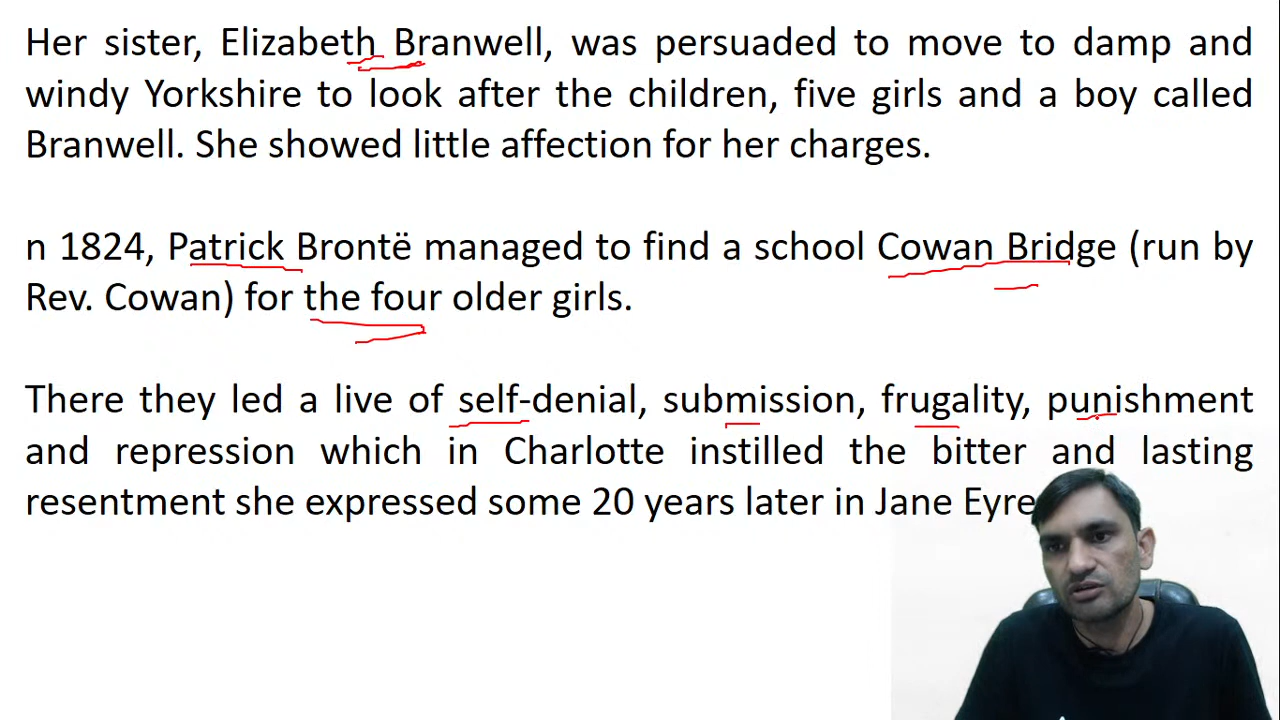 Her sister, Elizabeth Branwell, was persuaded to move to damp and
windy Yorkshire to look after the children, five girls and a boy called
Branwell. She showed little affection for her charges.
n 1824, Patrick Brontë managed to find a school Cowan Bridge (run by
Rev. Cowan) for the four older girls.
There they led a live of self-denial, submission, frugality, punishment
and repression which in Charlotte instilled the bitter and lasting
resentment she expressed some 20 years later in Jane Eyre